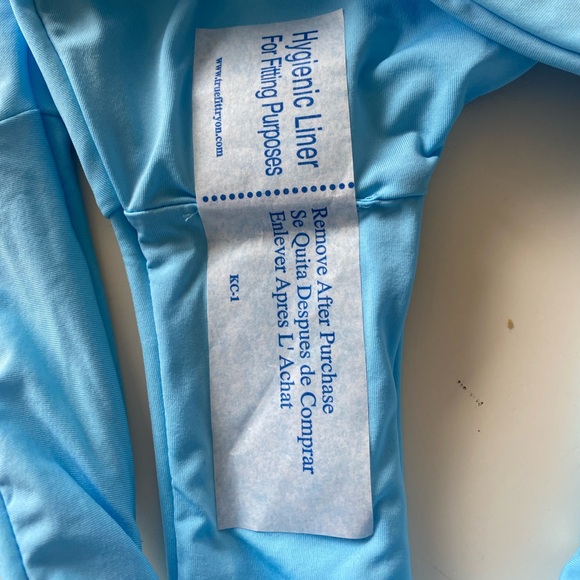 Hygienic Liner
For Fitting Purposes
www.truefittryon.com
Remove After Purchase
Se Quita Despues de Comprar
Enlever Apres L' Achat
KC-1